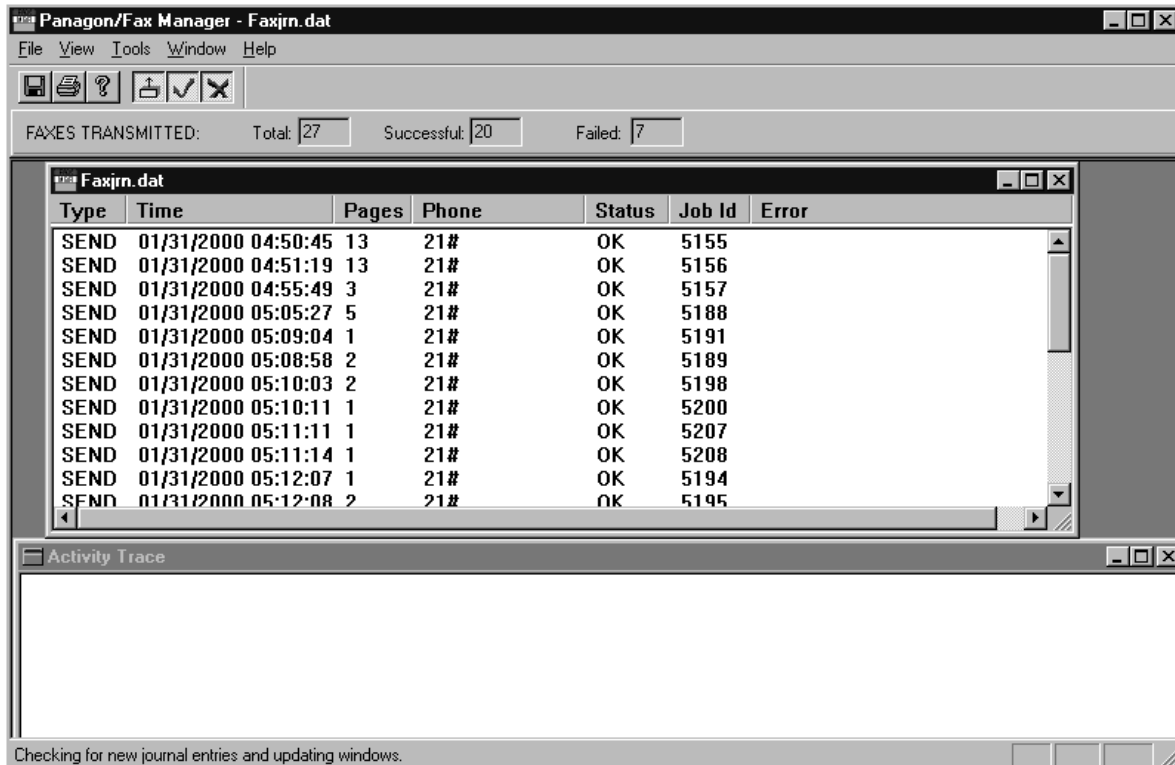 Panagon/Fax Manager - Faxjrn.dat
File View Tools Window Help
FAXES TRANSMITTED: Total: 27 Successful: 20 Failed: 7
Faxjrn.dat
Type Time Pages Phone Status Job Id Error
SEND 01/31/2000 04:50:45 13 21# OK 5155
SEND 01/31/2000 04:51:19 13 21# OK 5156
SEND 01/31/2000 04:55:49 3 21# OK 5157
SEND 01/31/2000 05:05:27 5 21# OK 5188
SEND 01/31/2000 05:09:04 1 21# OK 5191
SEND 01/31/2000 05:08:58 2 21# OK 5189
SEND 01/31/2000 05:10:03 2 21# OK 5198
SEND 01/31/2000 05:10:11 1 21# OK 5200
SEND 01/31/2000 05:11:11 1 21# OK 5207
SEND 01/31/2000 05:11:14 1 21# OK 5208
SEND 01/31/2000 05:12:07 1 21# OK 5194
SEND 01/31/2000 05:12:08 2 21# OK 5195
Activity Trace
Checking for new journal entries and updating windows.